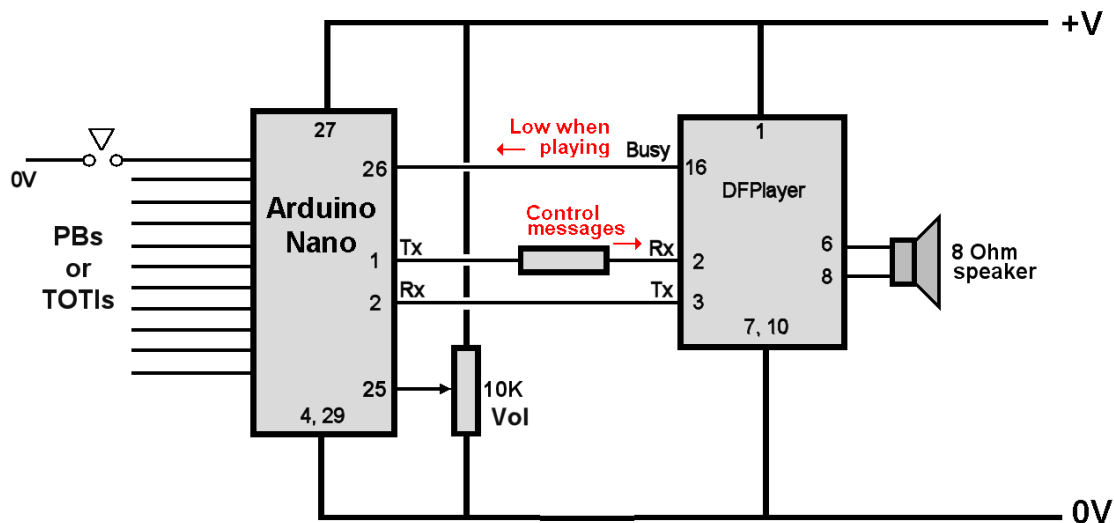 +V
27
1
Low when
playing
Busy
26
16
0V
DFPlayer
Arduino
Nano
Control
messages
PBs
or
TOTIs
Tx
Rx
1
2
6
8
8 Ohm
speaker
Rx
Tx
2
3
7, 10
25
10K
Vol
4, 29
0V